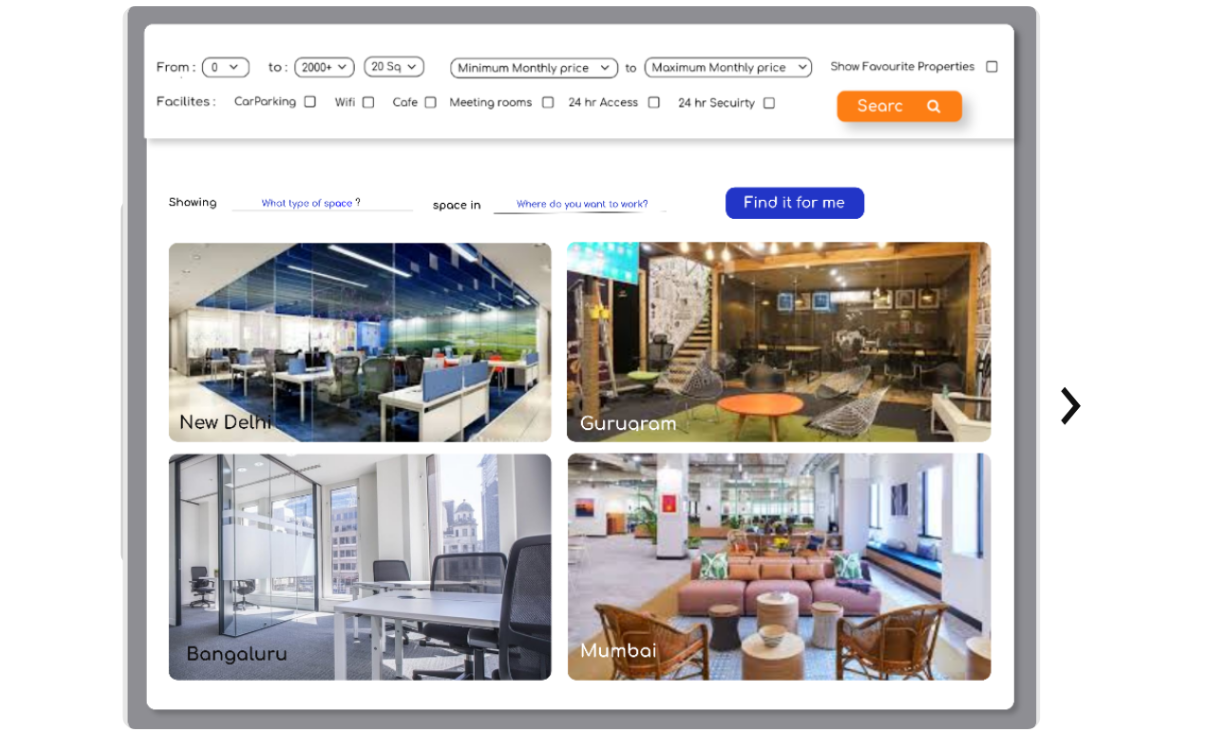 From : 0 to : 2000+ 20 Sq Minimum Monthly price to Maximum Monthly price Show Favourite Properties
Facilites : CarParking Wifi Cafe Meeting rooms 24 hr Access 24 hr Secuirty Searc
Showing What type of space ? space in Where do you want to work? Find it for me
New Delhi
Gurugram
Bangaluru
Mumbai